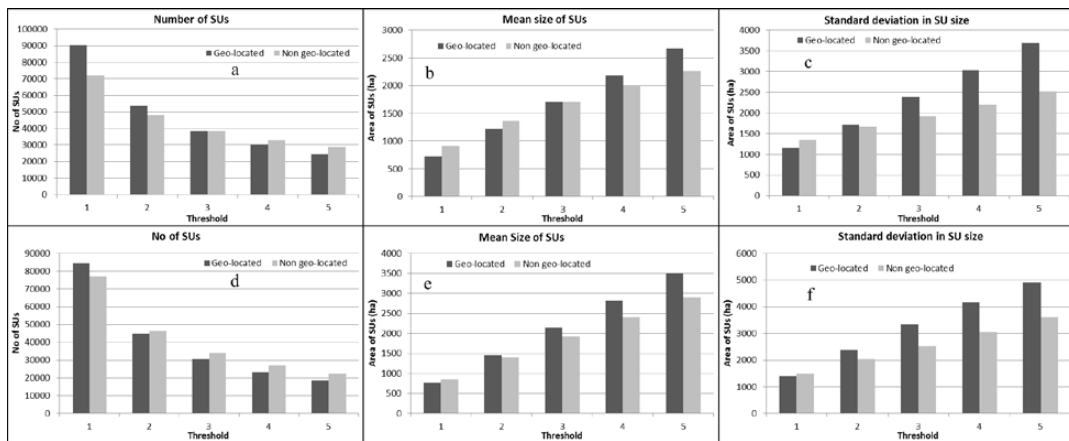 Number of SUs
Geo-located Non geo-located
a
No of SUs
100000
90000
80000
70000
60000
50000
40000
30000
20000
10000
0
1 2 3 4 5
Threshold
Mean size of SUs
Geo-located Non geo-located
b
Area of SUs (ha)
3000
2500
2000
1500
1000
500
0
1 2 3 4 5
Threshold
Standard deviation in SU size
Geo-located Non geo-located
c
Area of SUs (ha)
4000
3500
3000
2500
2000
1500
1000
500
0
1 2 3 4 5
Threshold
No of SUs
Geo-located Non geo-located
d
No of SUs
90000
80000
70000
60000
50000
40000
30000
20000
10000
0
1 2 3 4 5
Threshold
Mean Size of SUs
Geo-located Non geo-located
e
Area of SUs (ha)
4000
3500
3000
2500
2000
1500
1000
500
0
1 2 3 4 5
Threshold
Standard deviation in SU size
Geo-located Non geo-located
f
Area of SUs (ha)
6000
5000
4000
3000
2000
1000
0
1 2 3 4 5
Threshold